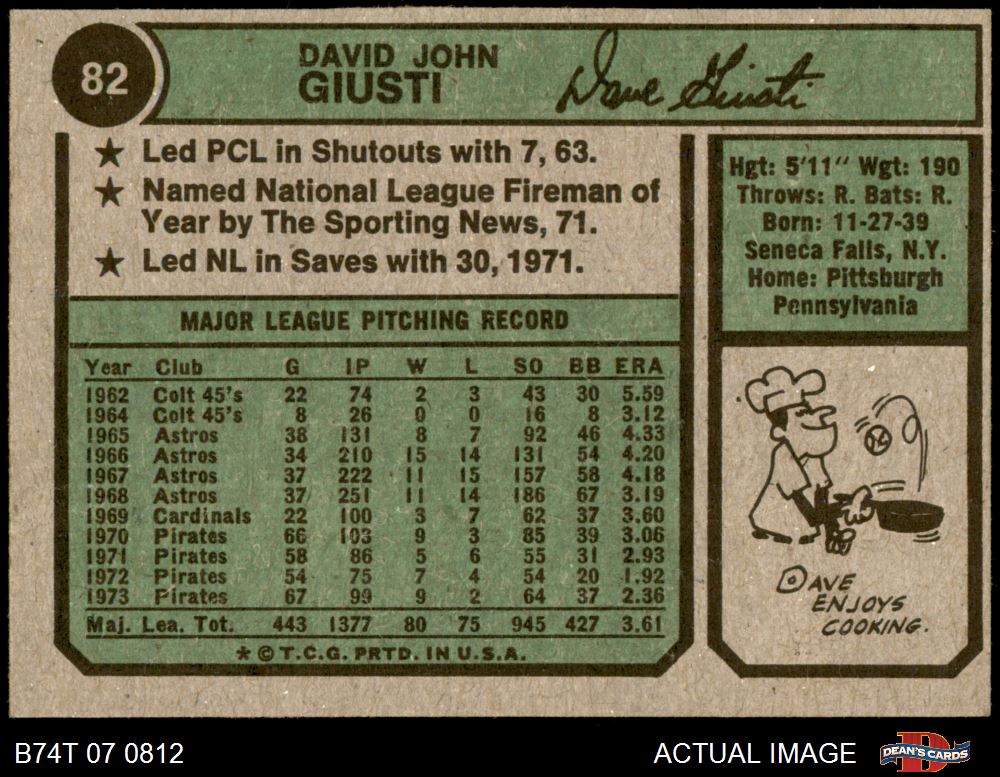 82
DAVID JOHN
GIUSTI
Dave Giusti
★ Led PCL in Shutouts with 7, 63.
★ Named National League Fireman of
Year by The Sporting News, 71.
★ Led NL in Saves with 30, 1971.
Hgt: 5'11" Wgt: 190
Throws: R. Bats: R.
Born: 11-27-39
Seneca Falls, N.Y.
Home: Pittsburgh
Pennsylvania
MAJOR LEAGUE PITCHING RECORD
Year Club G IP W L SO BB ERA
1962 Colt 45's 22 74 2 3 43 30 5.59
1964 Colt 45's 8 26 0 0 16 8 3.12
1965 Astros 38 131 8 7 92 46 4.33
1966 Astros 34 210 15 14 131 54 4.20
1967 Astros 37 222 11 15 157 58 4.18
1968 Astros 37 251 11 14 186 67 3.19
1969 Cardinals 22 100 3 7 62 37 3.60
1970 Pirates 66 103 9 3 85 39 3.06
1971 Pirates 58 86 5 6 55 31 2.93
1972 Pirates 54 75 7 4 54 20 1.92
1973 Pirates 67 99 9 2 64 37 2.36
Maj. Lea. Tot. 443 1377 80 75 945 427 3.61
★ © T.C.G. PRTD. IN U.S.A.
DAVE
ENJOYS
COOKING.
B74T 07 0812
ACTUAL IMAGE
D
DEAN'S CARDS